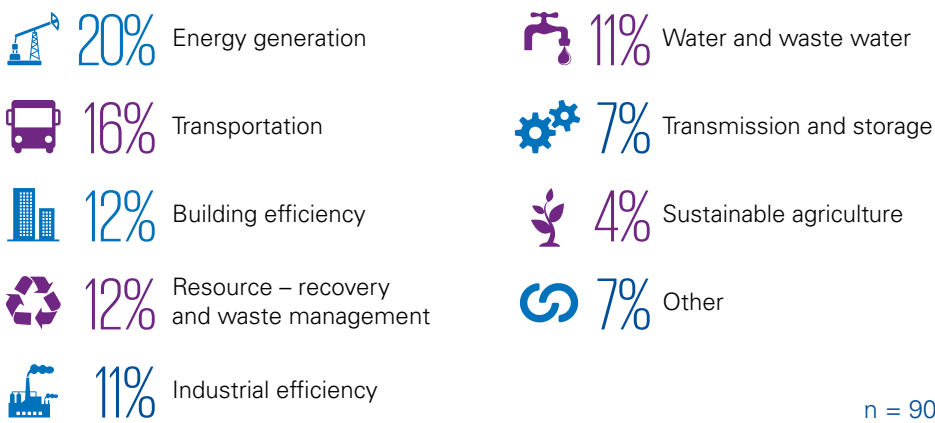 20% Energy generation
16% Transportation
12% Building efficiency
12% Resource – recovery
and waste management
11% Industrial efficiency
11% Water and waste water
7% Transmission and storage
4% Sustainable agriculture
7% Other
n = 90